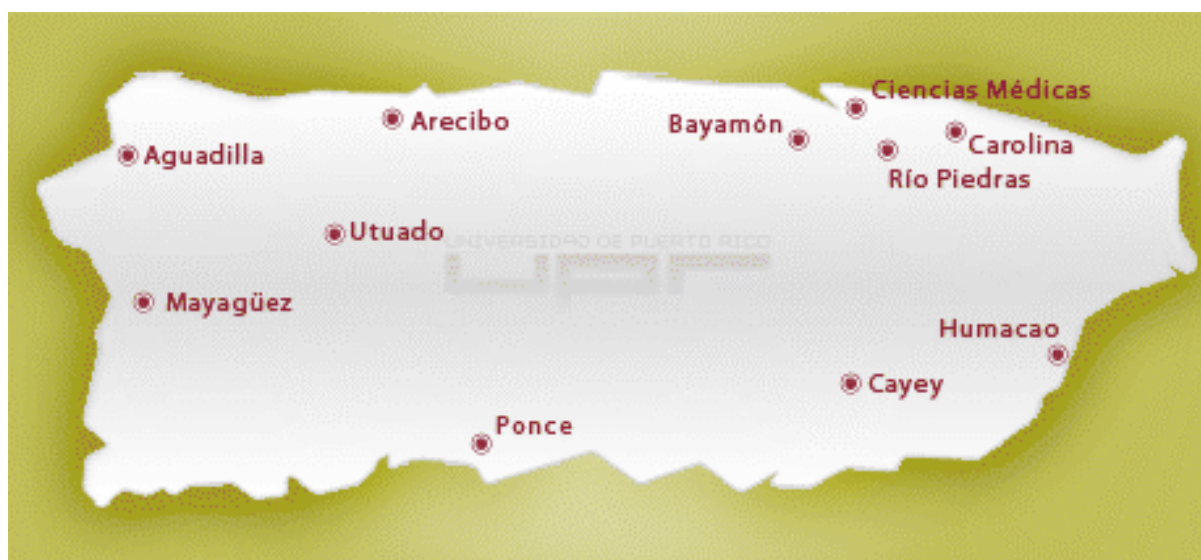 Ciencias Médicas
Arecibo
Bayamón
Carolina
Aguadilla
Río Piedras
Utuado
UNIVERSIDAD DE PUERTO RICO
upr
Mayagüez
Humacao
Cayey
Ponce